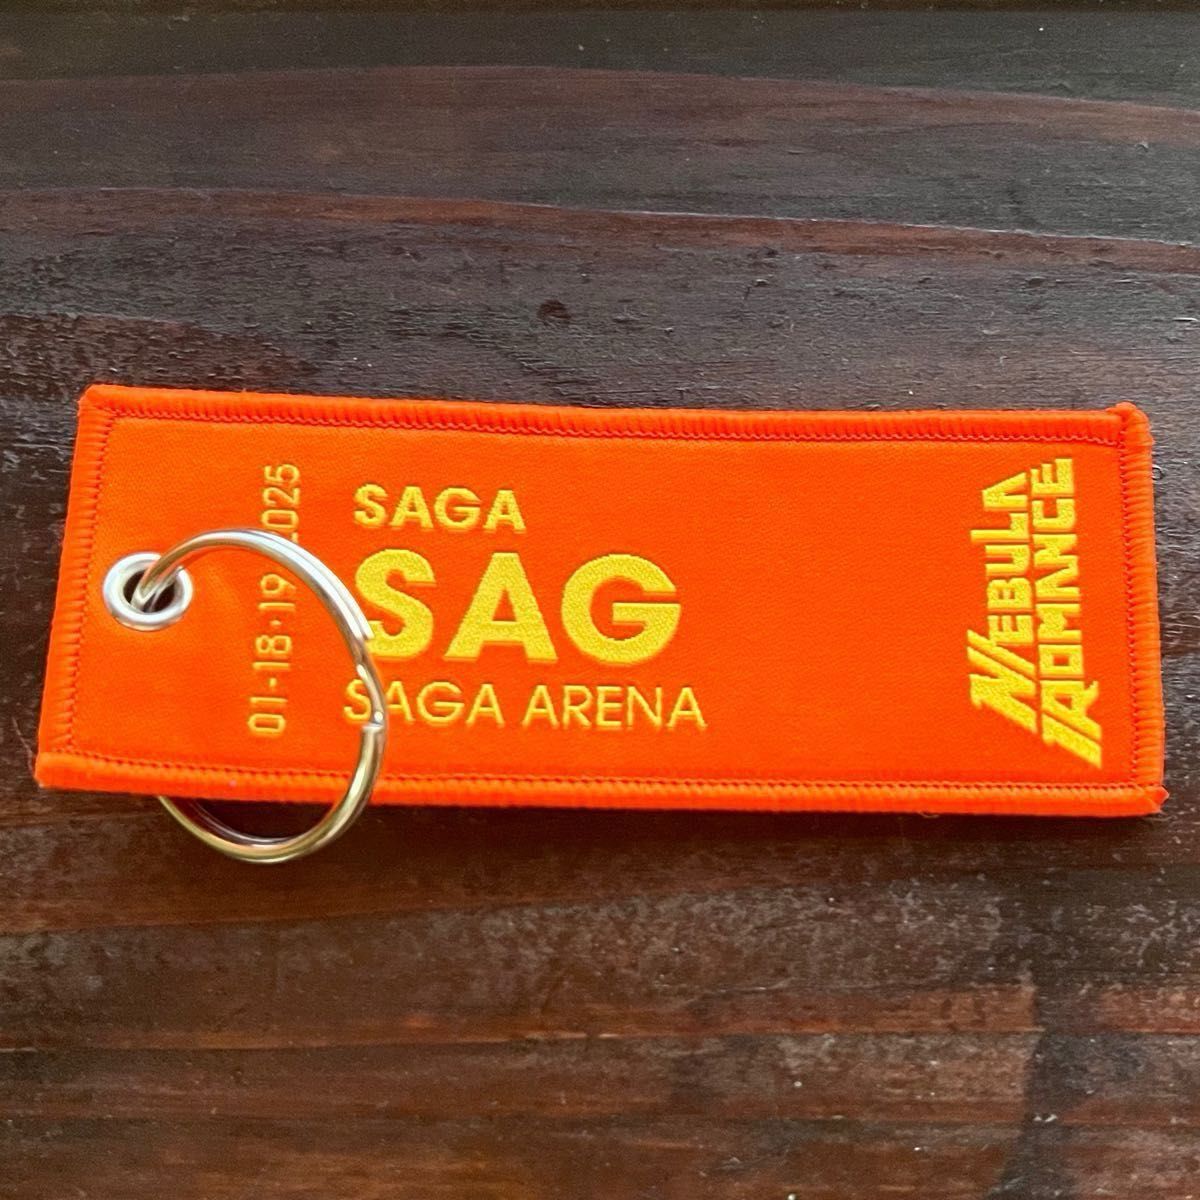 SAGA
SAG
SAGA ARENA
01-18·19 2025
NEBULA
ROMANCE